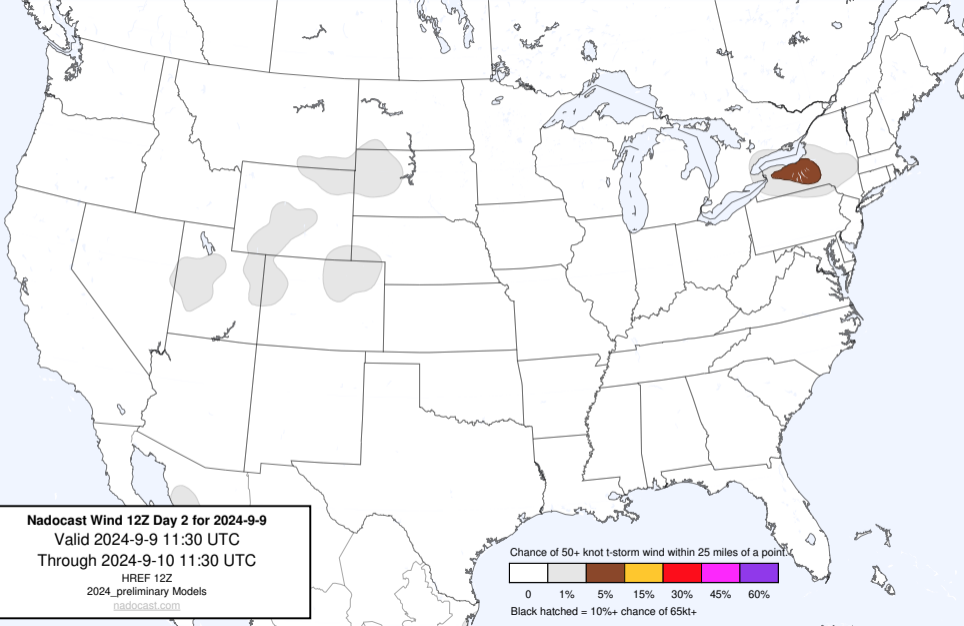 Nadocast Wind 12Z Day 2 for 2024-9-9
Valid 2024-9-9 11:30 UTC
Through 2024-9-10 11:30 UTC
HREF 12Z
2024_preliminary Models
nadocast.com
Chance of 50+ knot t-storm wind within 25 miles of a point.
0 1% 5% 15% 30% 45% 60%
Black hatched = 10%+ chance of 65kt+